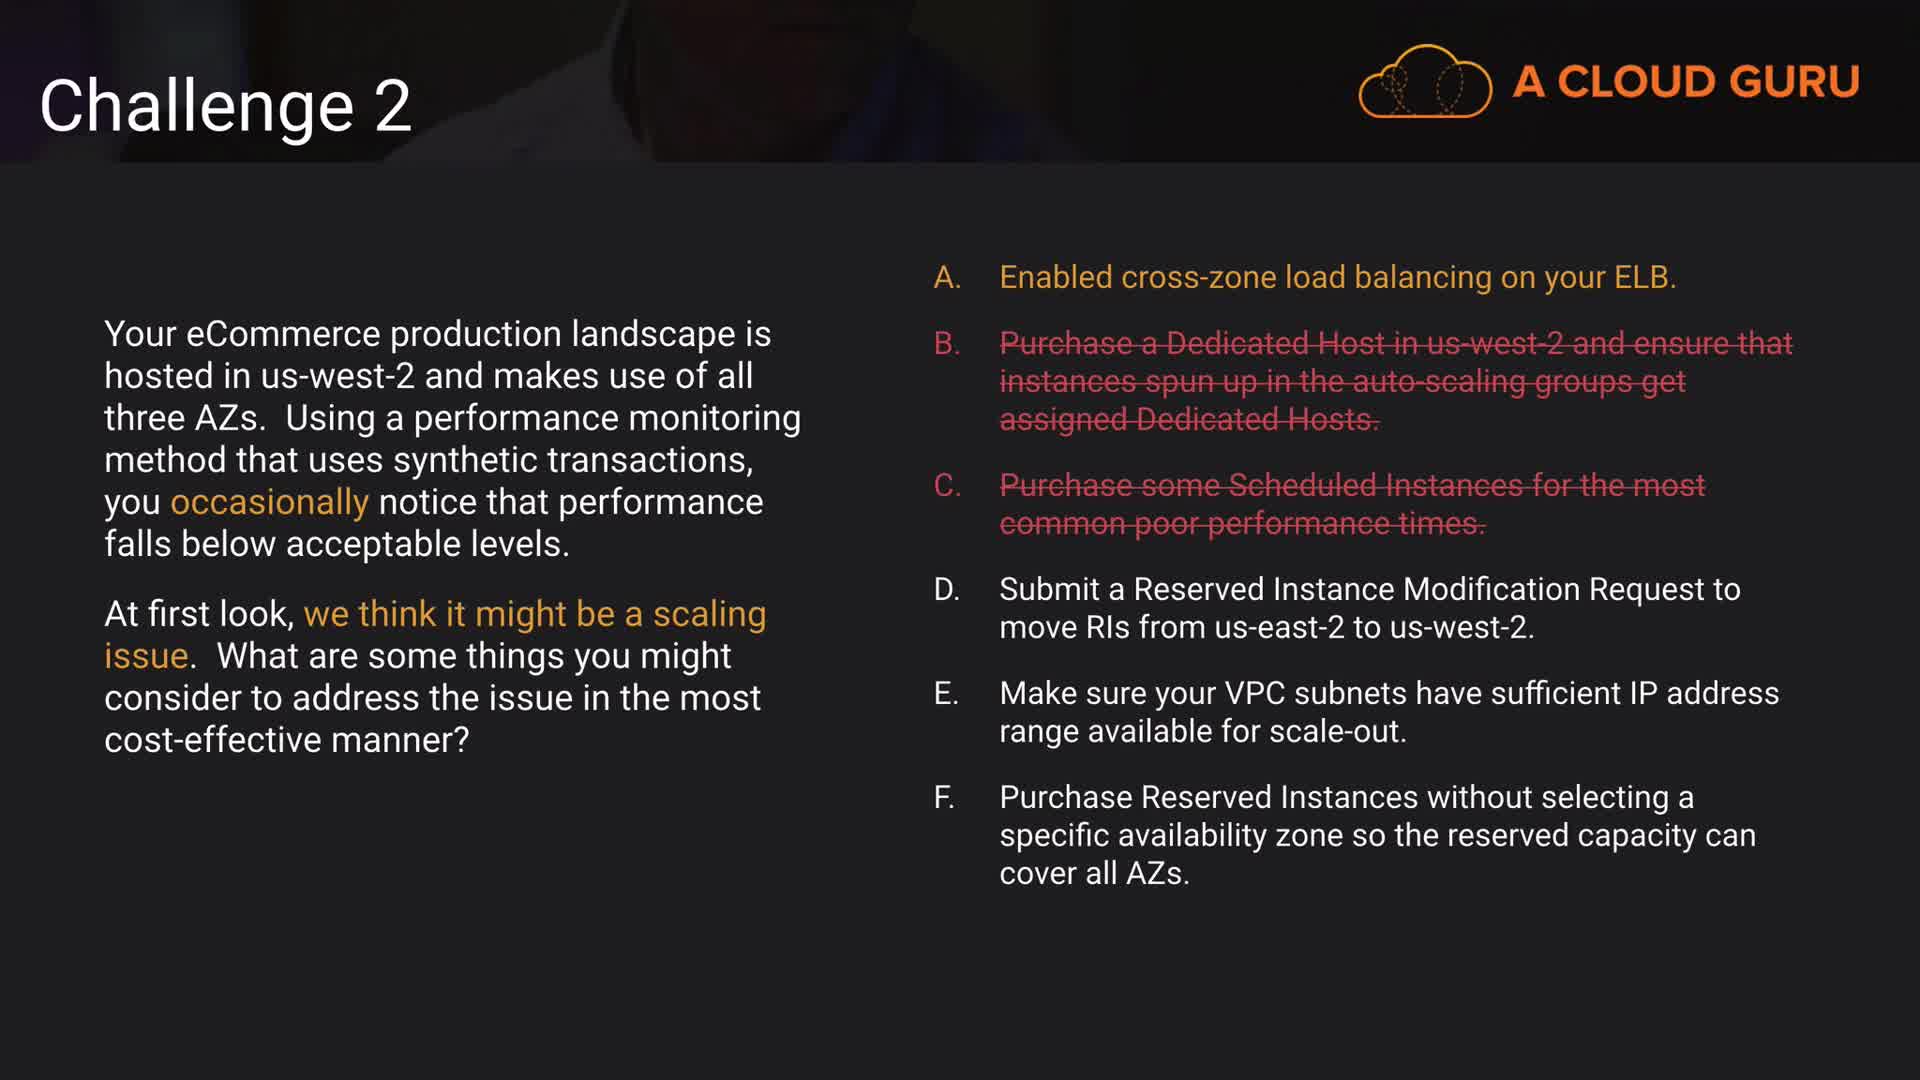 Challenge 2
A CLOUD GURU
Your eCommerce production landscape is
hosted in us-west-2 and makes use of all
three AZs.  Using a performance monitoring
method that uses synthetic transactions,
you occasionally notice that performance
falls below acceptable levels.
At first look, we think it might be a scaling
issue.  What are some things you might
consider to address the issue in the most
cost-effective manner?
A. Enabled cross-zone load balancing on your ELB.
B. Purchase a Dedicated Host in us-west-2 and ensure that
instances spun up in the auto-scaling groups get
assigned Dedicated Hosts.
C. Purchase some Scheduled Instances for the most
common poor performance times.
D. Submit a Reserved Instance Modification Request to
move RIs from us-east-2 to us-west-2.
E. Make sure your VPC subnets have sufficient IP address
range available for scale-out.
F. Purchase Reserved Instances without selecting a
specific availability zone so the reserved capacity can
cover all AZs.